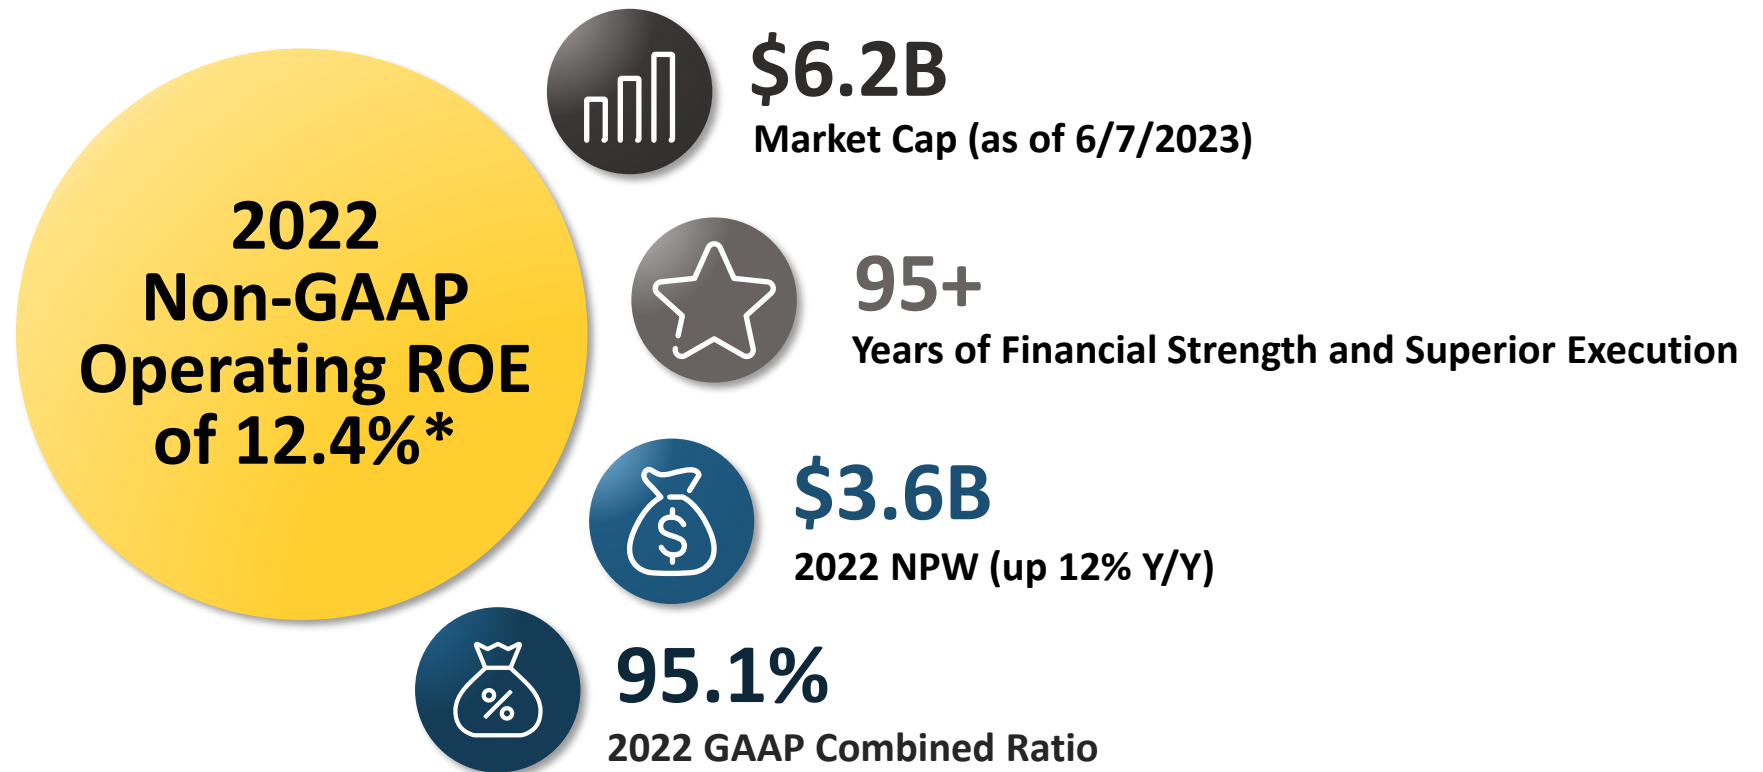 2022
Non-GAAP
Operating ROE
of 12.4%*
$6.2B
Market Cap (as of 6/7/2023)
95+
Years of Financial Strength and Superior Execution
$
$3.6B
2022 NPW (up 12% Y/Y)
%
95.1%
2022 GAAP Combined Ratio